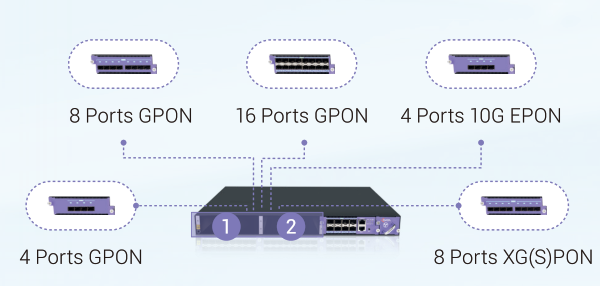 8 Ports GPON
16 Ports GPON
4 Ports 10G EPON
1
2
4 Ports GPON
8 Ports XG(S)PON